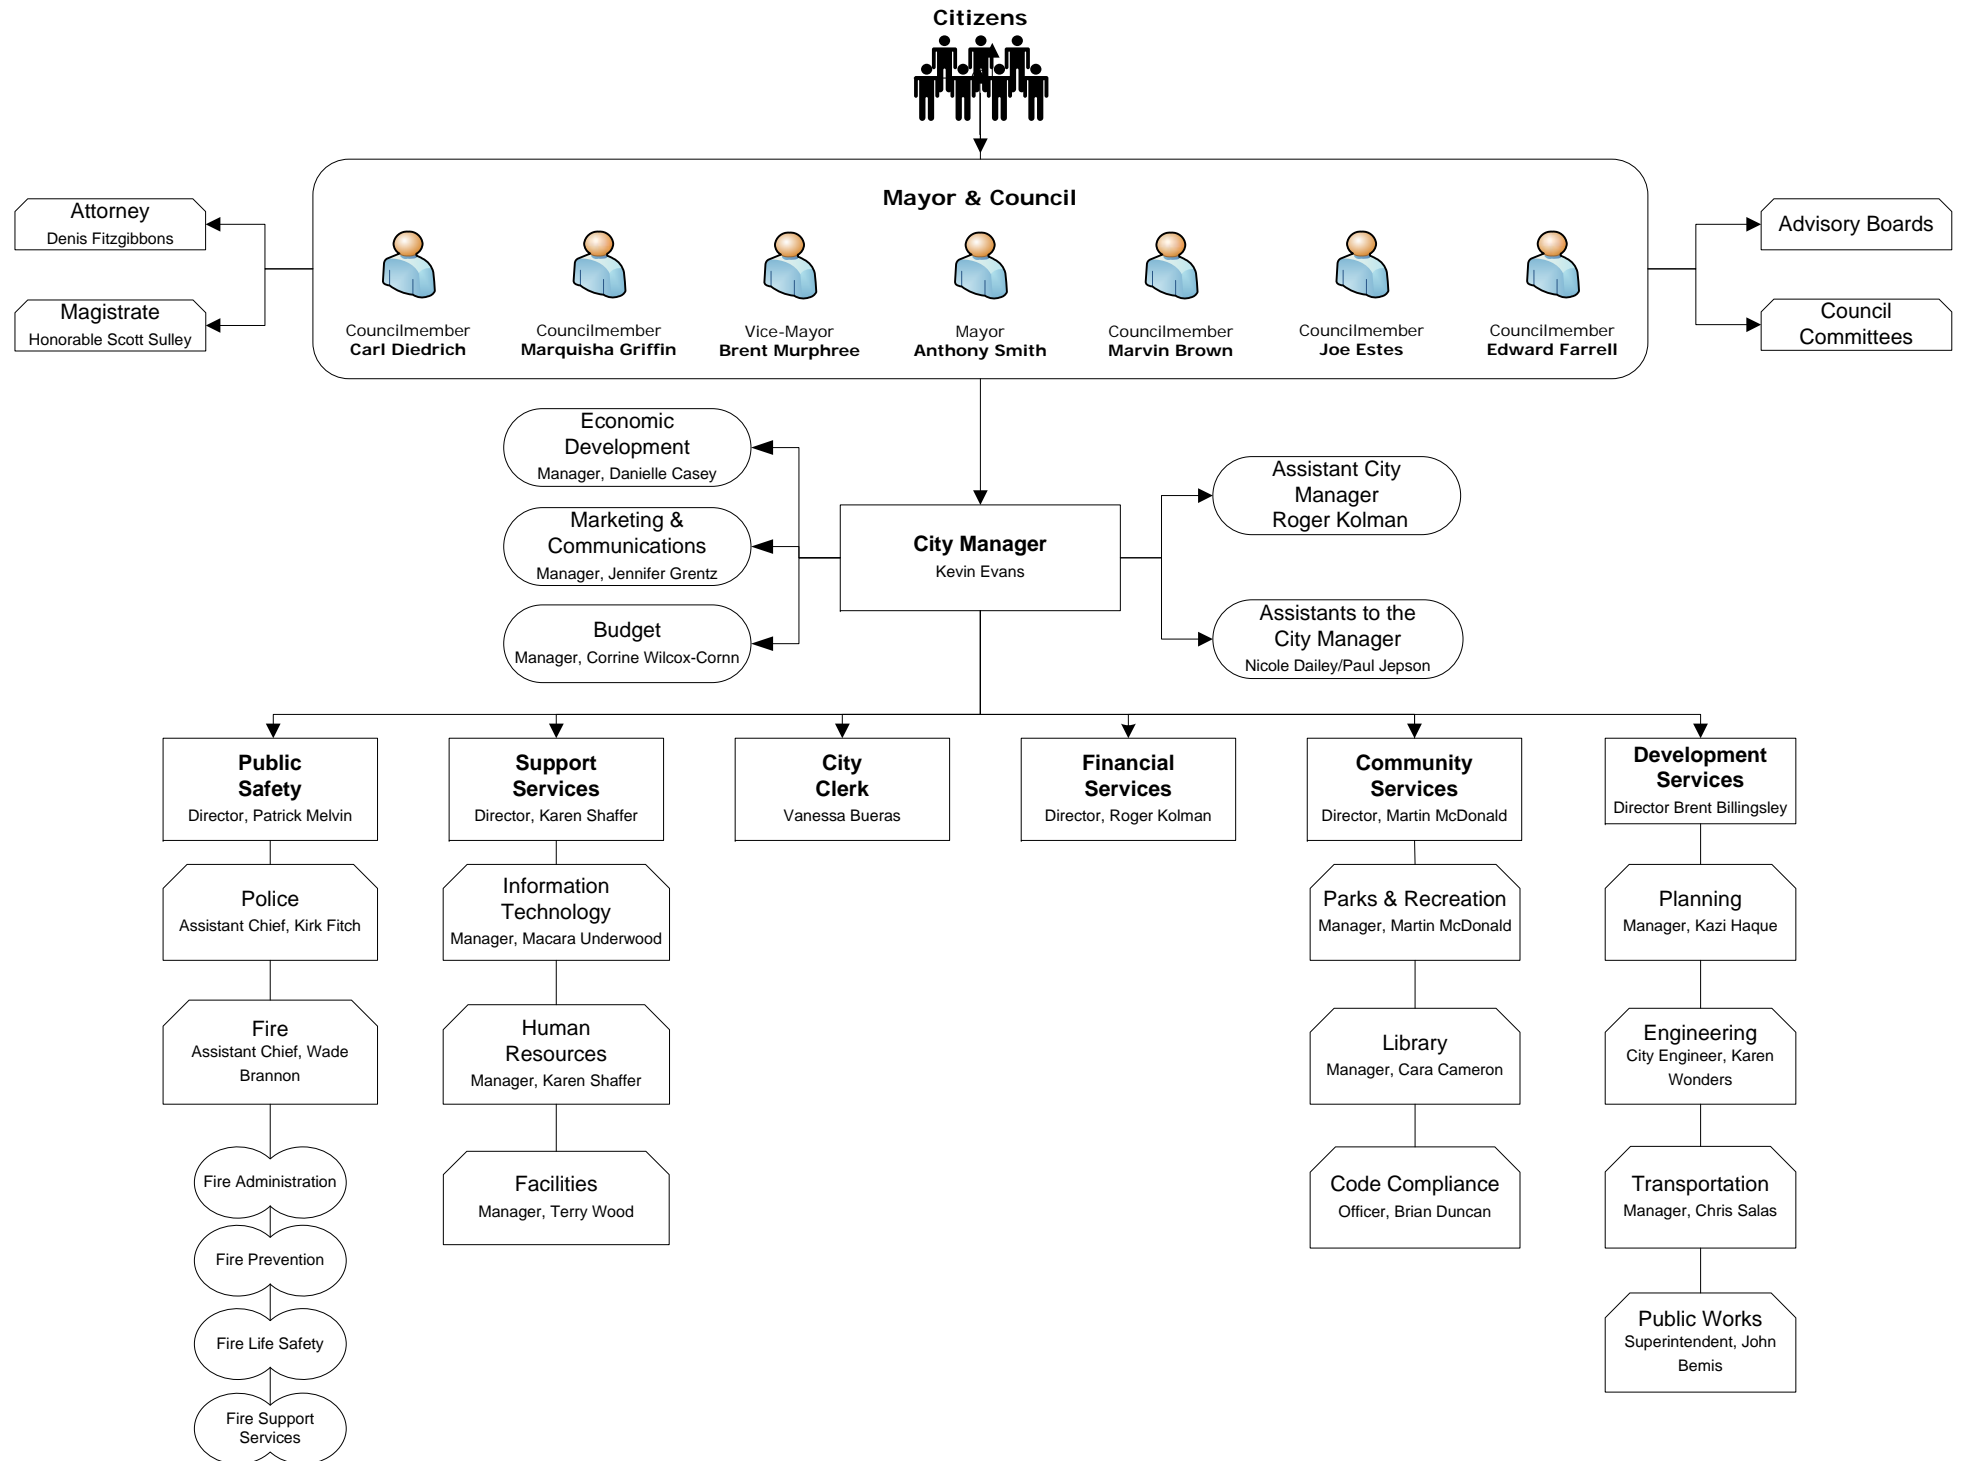 Citizens
Mayor & Council
Attorney
Denis Fitzgibbons
Magistrate
Honorable Scott Sulley
Councilmember
Carl Diedrich
Councilmember
Marquisha Griffin
Vice-Mayor
Brent Murphree
Mayor
Anthony Smith
Councilmember
Marvin Brown
Councilmember
Joe Estes
Councilmember
Edward Farrell
Advisory Boards
Council
Committees
Economic
Development
Manager, Danielle Casey
Marketing &
Communications
Manager, Jennifer Grentz
Budget
Manager, Corrine Wilcox-Cornn
City Manager
Kevin Evans
Assistant City
Manager
Roger Kolman
Assistants to the
City Manager
Nicole Dailey/Paul Jepson
Public
Safety
Director, Patrick Melvin
Police
Assistant Chief, Kirk Fitch
Fire
Assistant Chief, Wade
Brannon
Fire Administration
Fire Prevention
Fire Life Safety
Fire Support
Services
Support
Services
Director, Karen Shaffer
Information
Technology
Manager, Macara Underwood
Human
Resources
Manager, Karen Shaffer
Facilities
Manager, Terry Wood
City
Clerk
Vanessa Bueras
Financial
Services
Director, Roger Kolman
Community
Services
Director, Martin McDonald
Parks & Recreation
Manager, Martin McDonald
Library
Manager, Cara Cameron
Code Compliance
Officer, Brian Duncan
Development
Services
Director Brent Billingsley
Planning
Manager, Kazi Haque
Engineering
City Engineer, Karen
Wonders
Transportation
Manager, Chris Salas
Public Works
Superintendent, John
Bemis